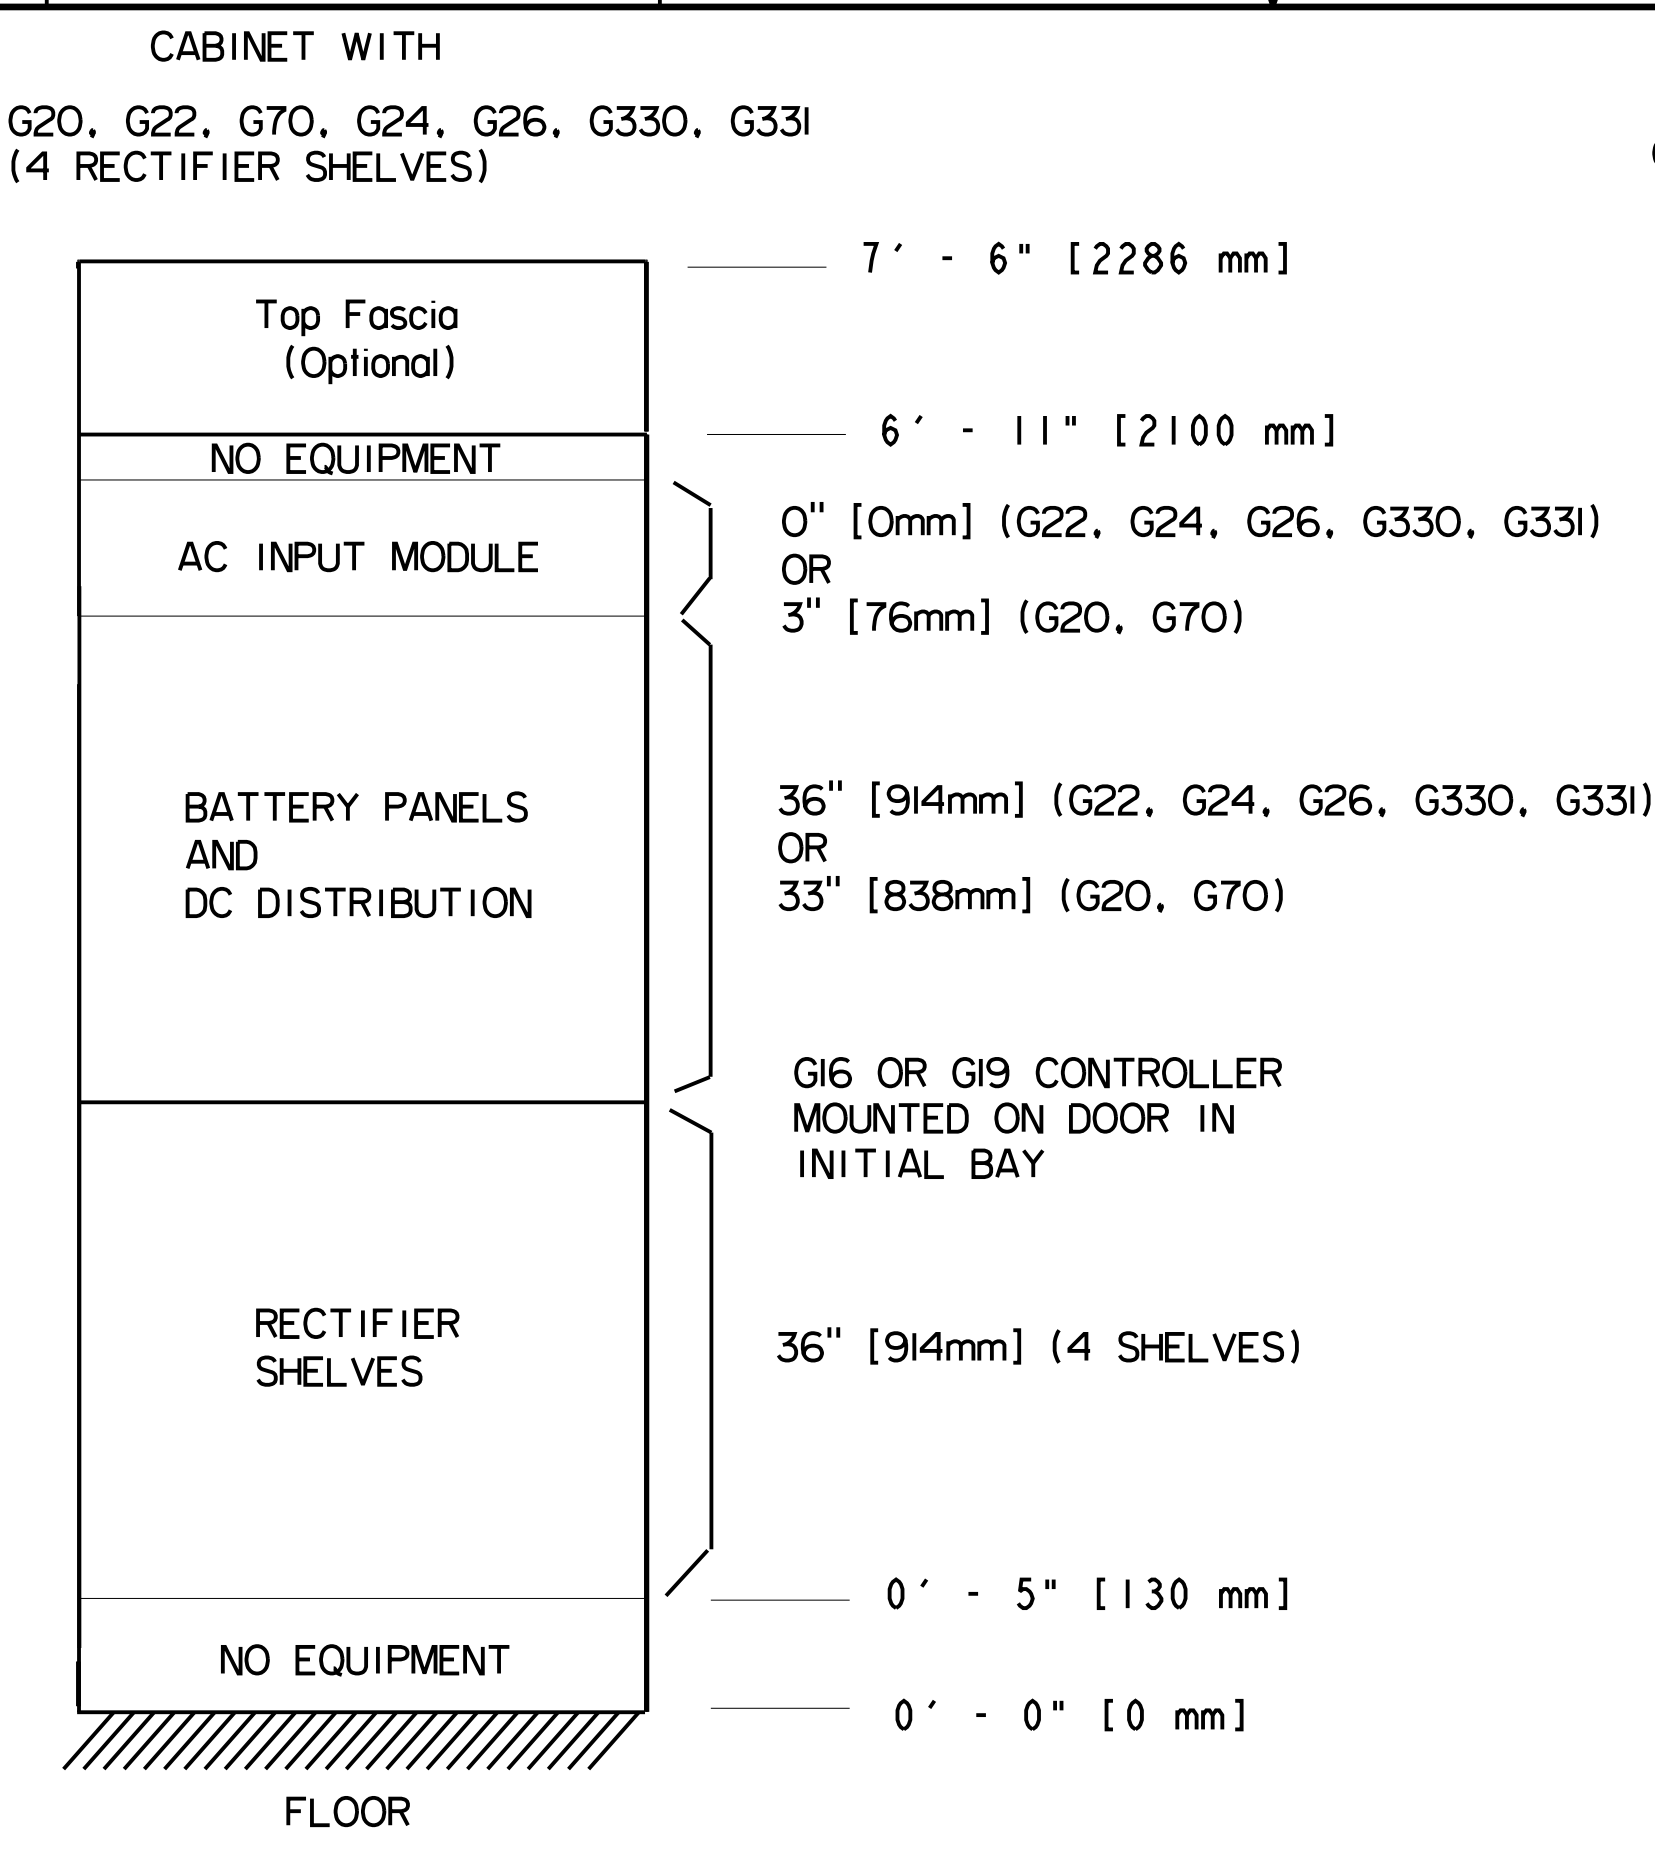 CABINET WITH
G20, G22, G70, G24, G26, G330, G331
(4 RECTIFIER SHELVES)
7' - 6" [2286 mm]
Top Fascia
(Optional)
6' - 11" [2100 mm]
NO EQUIPMENT
0" [0mm] (G22, G24, G26, G330, G331)
AC INPUT MODULE
OR
3" [76mm] (G20, G70)
36" [914mm] (G22, G24, G26, G330, G331)
OR
33" [838mm] (G20, G70)
BATTERY PANELS
AND
DC DISTRIBUTION
G16 OR G19 CONTROLLER
MOUNTED ON DOOR IN
INITIAL BAY
RECTIFIER
SHELVES
36" [914mm] (4 SHELVES)
0' - 5" [130 mm]
NO EQUIPMENT
0' - 0" [0 mm]
FLOOR